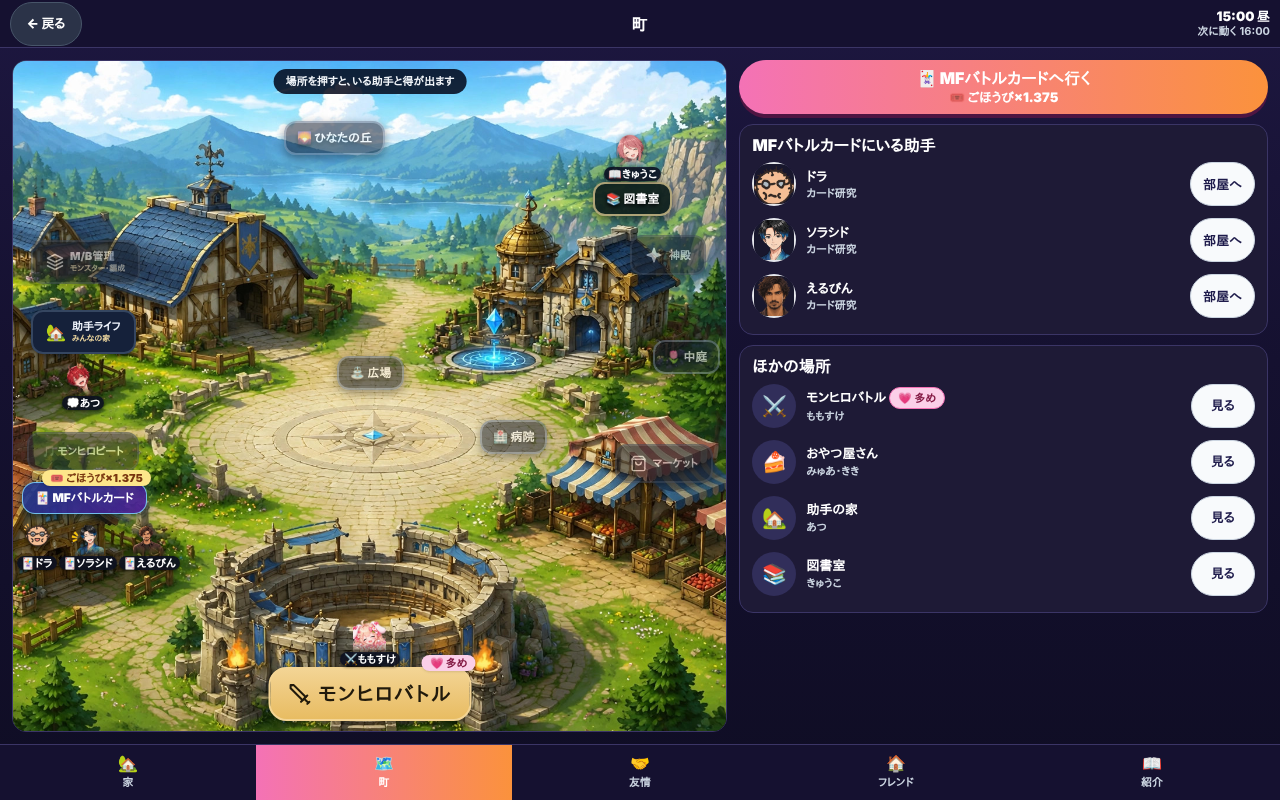 ← 戻る
町
15:00 昼
次に動く 16:00
場所を押すと、いる助手と得が出ます
ひなたの丘
きゅうこ
図書室
M/B管理
モンスター・編成
神殿
助手ライフ
みんなの家
中庭
広場
あつ
モンヒロビート
病院
マーケット
ごほうび×1.375
MFバトルカード
ドラ
ソラシド
えるびん
ももすけ
多め
モンヒロバトル
MFバトルカードへ行く
ごほうび×1.375
MFバトルカードにいる助手
ドラ
カード研究
部屋へ
ソラシド
カード研究
部屋へ
えるびん
カード研究
部屋へ
ほかの場所
モンヒロバトル 多め
ももすけ
見る
おやつ屋さん
みゅあ・きき
見る
助手の家
あつ
見る
図書室
きゅうこ
見る
家
町
友情
フレンド
紹介